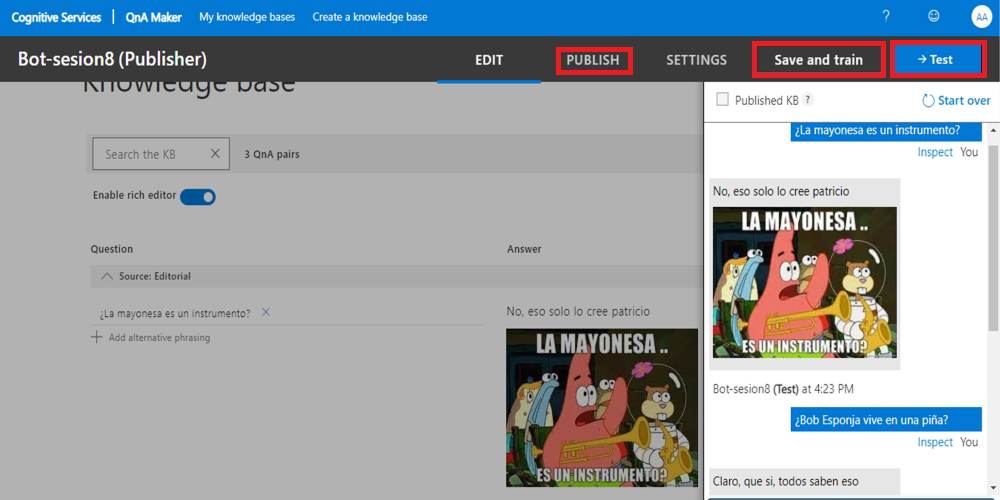 Cognitive Services | QnA Maker My knowledge bases Create a knowledge base ? AA
Bot-sesion8 (Publisher) EDIT PUBLISH SETTINGS Save and train → Test
Knowledge base
Search the KB 3 QnA pairs
Enable rich editor
Question Answer
Source: Editorial
¿La mayonesa es un instrumento?
Add alternative phrasing
No, eso solo lo cree patricio
LA MAYONESA ..
ES UN INSTRUMENTO?
Published KB ? Start over
¿La mayonesa es un instrumento?
Inspect You
No, eso solo lo cree patricio
LA MAYONESA ..
ES UN INSTRUMENTO?
Bot-sesion8 (Test) at 4:23 PM
¿Bob Esponja vive en una piña?
Inspect You
Claro, que si, todos saben eso